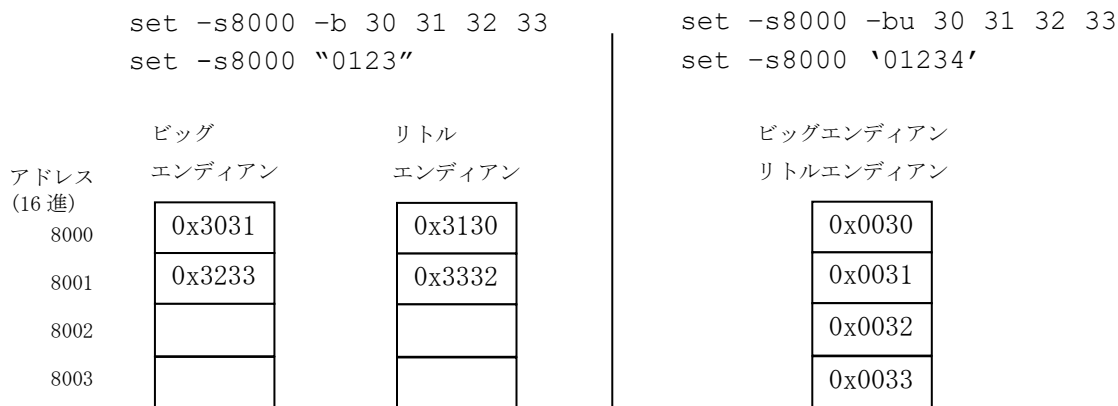 set –s8000 –b 30 31 32 33
set -s8000 “0123”
ビッグ
エンディアン
リトル
エンディアン
アドレス
(16 進)
8000
0x3031
0x3130
8001
0x3233
0x3332
8002
8003
set –s8000 –bu 30 31 32 33
set –s8000 ‘01234’
ビッグエンディアン
リトルエンディアン
0x0030
0x0031
0x0032
0x0033